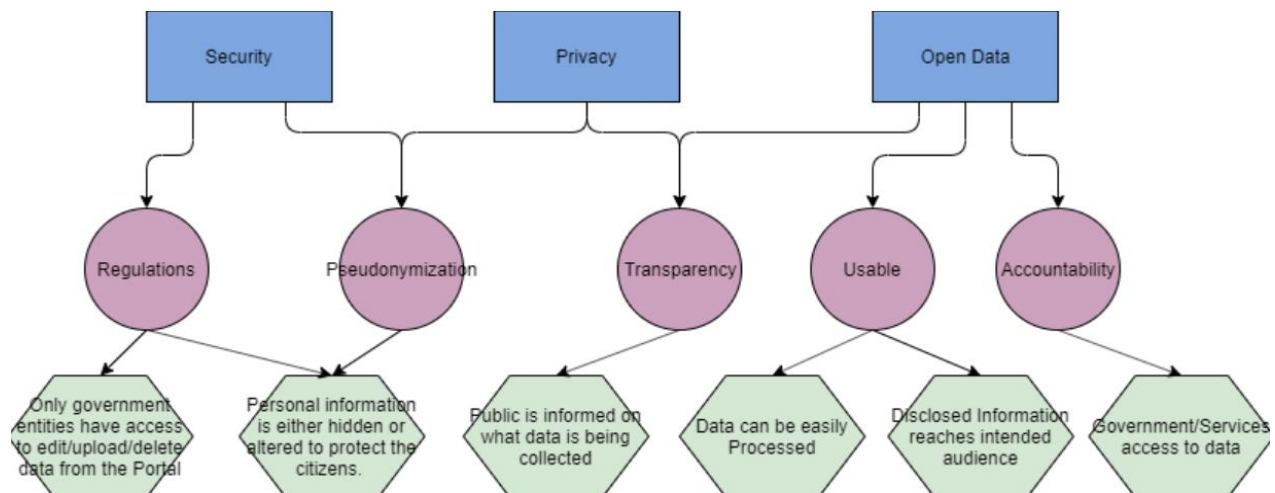 Security
Privacy
Open Data
Regulations
Pseudonymization
Transparency
Usable
Accountability
Only government
entities have access
to edit/upload/delete
data from the Portal
Personal information
is either hidden or
altered to protect the
citizens.
Public is informed on
what data is being
collected
Data can be easily
Processed
Disclosed Information
reaches intended
audience
Government/Services
access to data